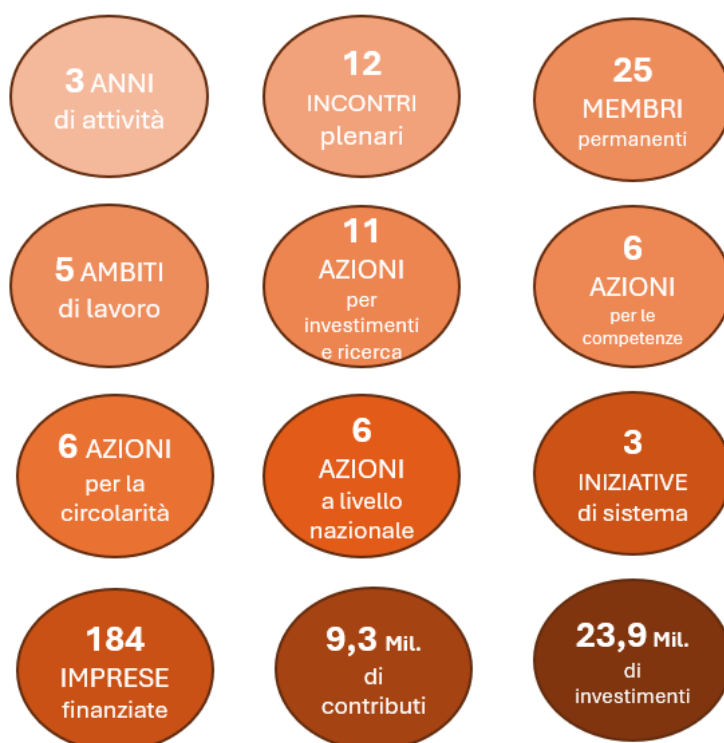 3 ANNI
di attività
12
INCONTRI
plenari
25
MEMBRI
permanenti
5 AMBITI
di lavoro
11
AZIONI
per
investimenti
e ricerca
6
AZIONI
per le
competenze
6 AZIONI
per la
circolarità
6
AZIONI
a livello
nazionale
3
INIZIATIVE
di sistema
184
IMPRESE
finanziate
9,3 Mil.
di
contributi
23,9 Mil.
di
investimenti